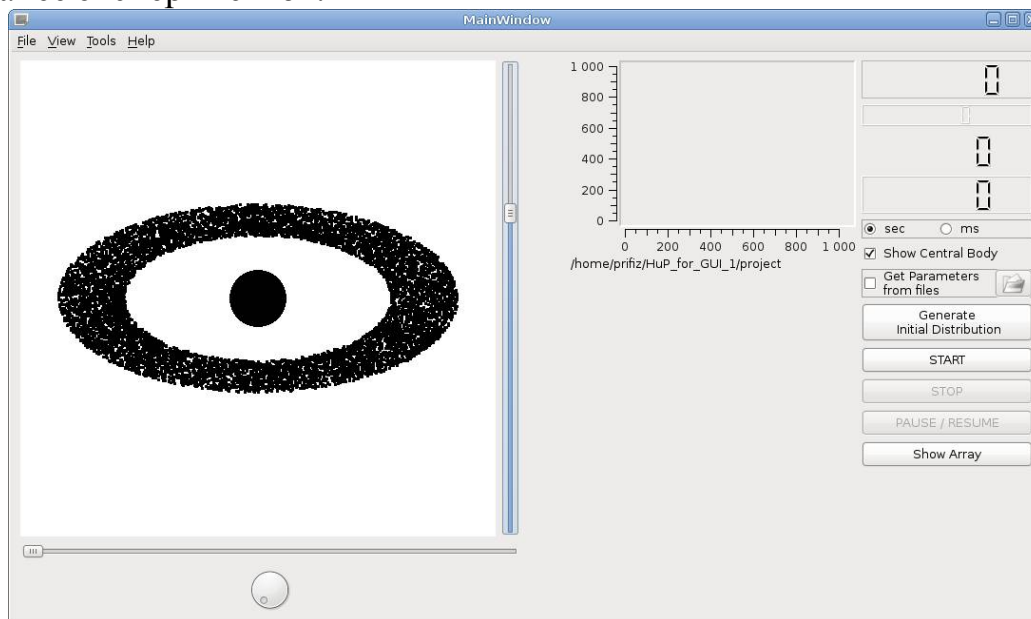 MainWindow
File View Tools Help
1 000
800
600
400
200
0
0 200 400 600 800 1 000
/home/prifiz/HuP_for_GUI_1/project
0
0
0
sec ms
Show Central Body
Get Parameters
from files
Generate
Initial Distribution
START
STOP
PAUSE / RESUME
Show Array